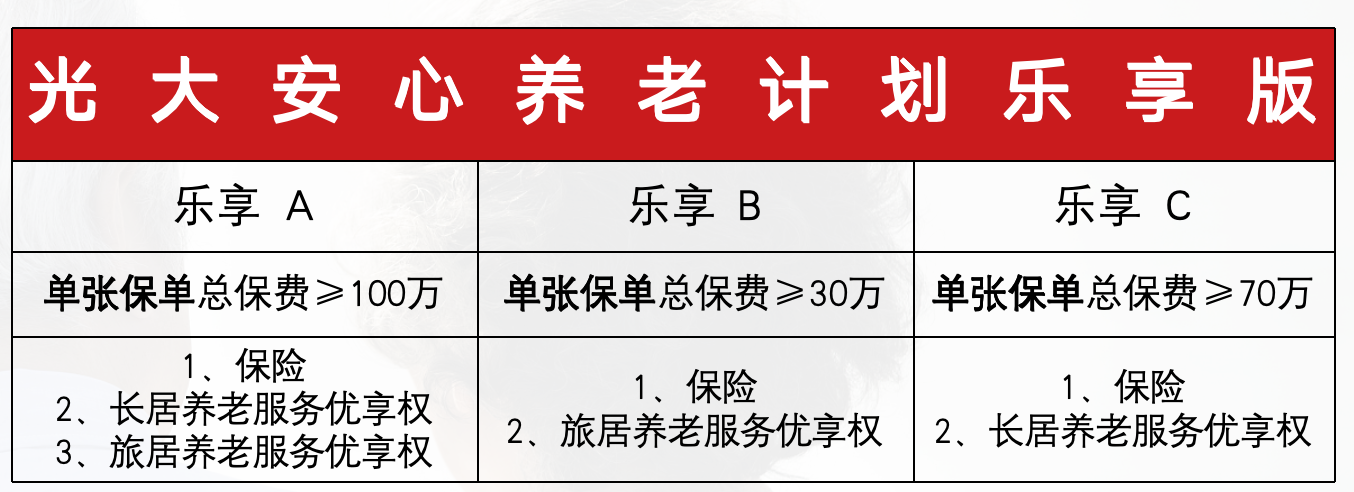 光大安心养老计划乐享版
乐享 A
乐享 B
乐享 C
单张保单总保费≥100万
单张保单总保费≥30万
单张保单总保费≥70万
1、保险
2、长居养老服务优享权
3、旅居养老服务优享权
1、保险
2、旅居养老服务优享权
1、保险
2、长居养老服务优享权